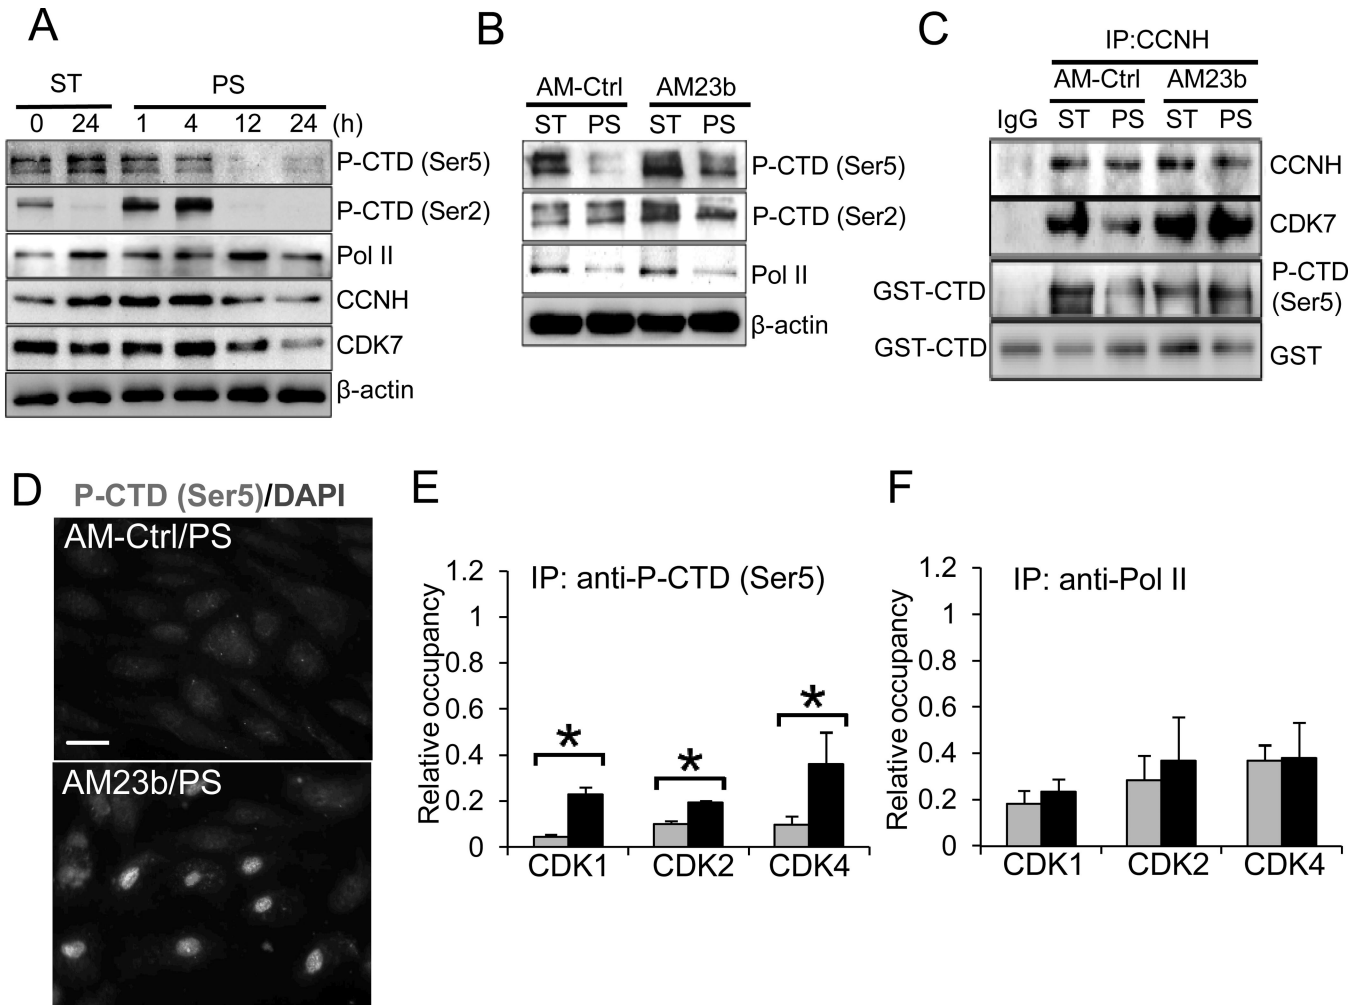 A
ST PS
0 24 1 4 12 24 (h)
P-CTD (Ser5)
P-CTD (Ser2)
Pol II
CCNH
CDK7
β-actin
B
AM-Ctrl AM23b
ST PS ST PS
P-CTD (Ser5)
P-CTD (Ser2)
Pol II
β-actin
C
IP:CCNH
AM-Ctrl AM23b
IgG ST PS ST PS
CCNH
CDK7
GST-CTD P-CTD
(Ser5)
GST-CTD GST
D
P-CTD (Ser5)/DAPI
AM-Ctrl/PS
AM23b/PS
E
IP: anti-P-CTD (Ser5)
Relative occupancy
1.2
1
0.8
0.6
0.4
0.2
0
* * *
CDK1 CDK2 CDK4
F
IP: anti-Pol II
Relative occupancy
1.2
1
0.8
0.6
0.4
0.2
0
CDK1 CDK2 CDK4